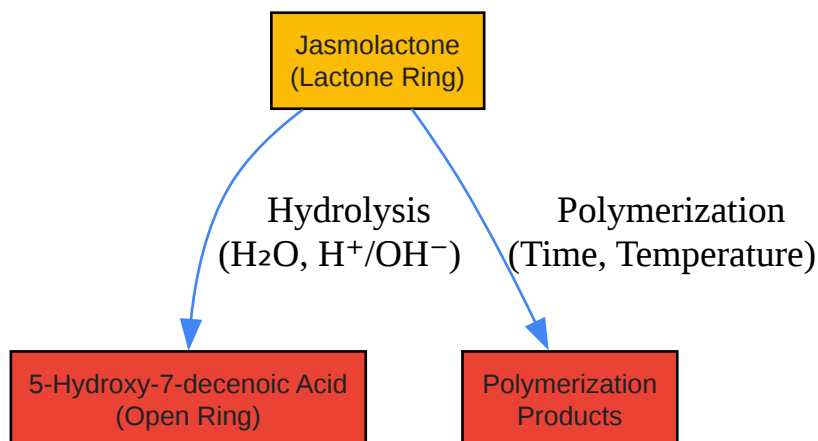 Jasmolactone
(Lactone Ring)
Hydrolysis
(H₂O, H⁺/OH⁻)
Polymerization
(Time, Temperature)
5-Hydroxy-7-decenoic Acid
(Open Ring)
Polymerization
Products